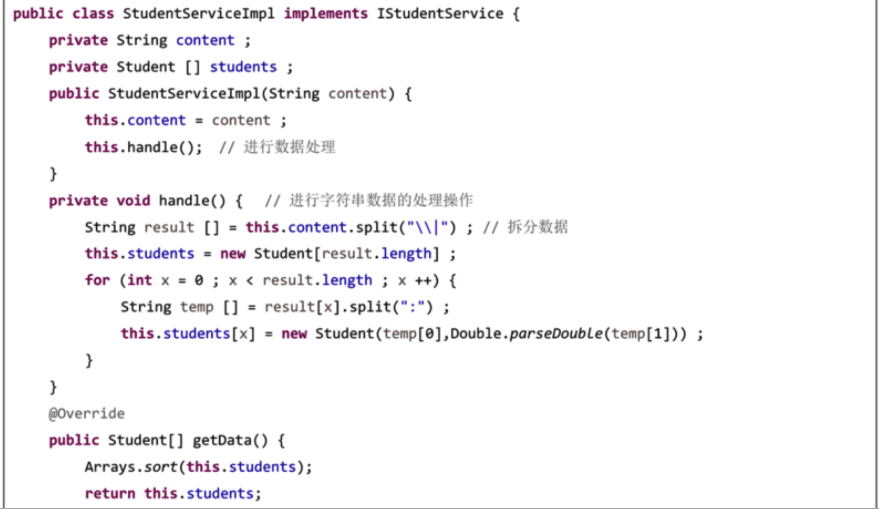 public class StudentServiceImpl implements IStudentService {
    private String content ;
    private Student [] students ;
    public StudentServiceImpl(String content) {
        this.content = content ;
        this.handle();  // 进行数据处理
    }
    private void handle() {   // 进行字符串数据的处理操作
        String result [] = this.content.split("\\|") ; // 拆分数据
        this.students = new Student[result.length] ;
        for (int x = 0 ; x < result.length ; x ++) {
            String temp [] = result[x].split(":") ;
            this.students[x] = new Student(temp[0],Double.parseDouble(temp[1])) ;
        }
    }
    @Override
    public Student[] getData() {
        Arrays.sort(this.students);
        return this.students;